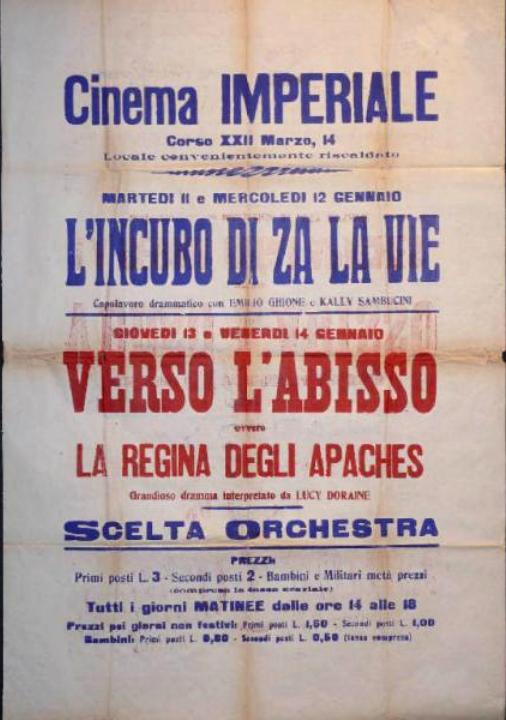 Cinema IMPERIALE
Corso XXII Marzo, 14
Locale convenientemente riscaldato
MARTEDI 11 e MERCOLEDI 12 GENNAIO
L'INCUBO DI ZA LA VIE
Capolavoro drammatico con EMILIO GHIONE e KALLY SAMBUCINI
GIOVEDI 13 e VENERDI 14 GENNAIO
VERSO L'ABISSO
ovvero
LA REGINA DEGLI APACHES
Grandioso dramma interpretato da LUCY DORAINE
SCELTA ORCHESTRA
PREZZI:
Primi posti L. 3 - Secondi posti 2 - Bambini e Militari metà prezzi
(compresa la tassa erariale)
Tutti i giorni MATINEE dalle ore 14 alle 18
Prezzi pei giorni non festivi: Primi posti L. 1,50 - Secondi posti L. 1,00
Bambini: Primi posti L. 0,80 - Secondi posti L. 0,50 (tassa compresa)